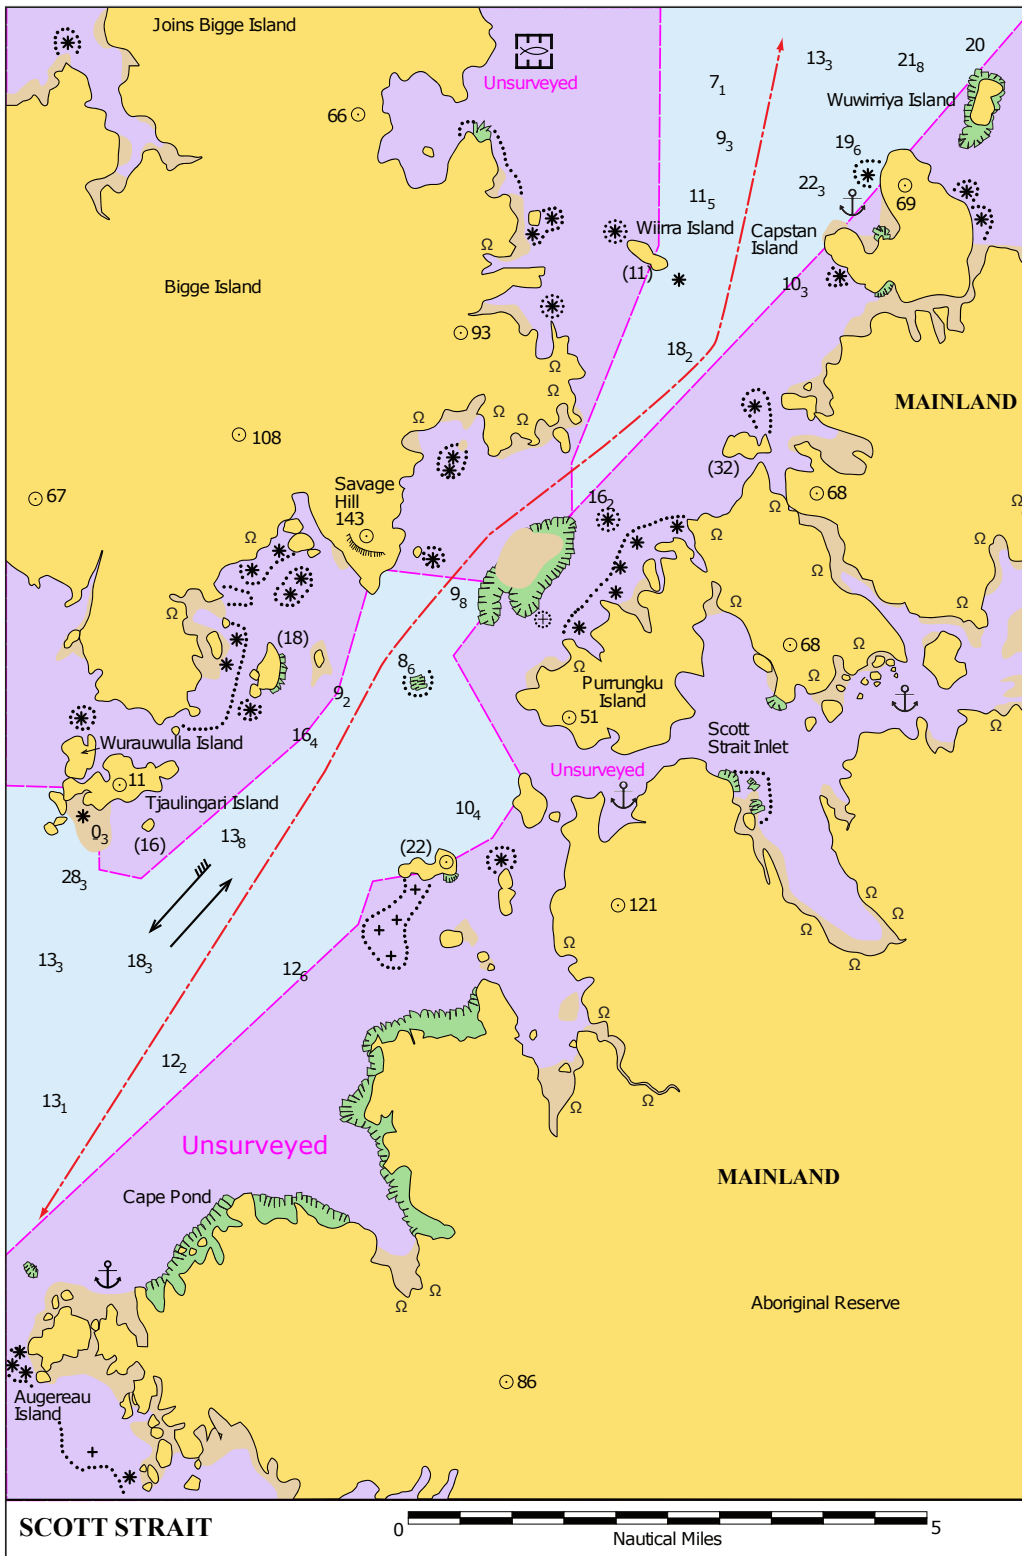 Joins Bigge Island
Unsurveyed
66
7₁
13₃
21₈
20
Wuwirriya Island
9₃
19₆
11₅
22₃
69
Wiirra Island
Capstan
Island
(11)
10₃
Bigge Island
93
18₂
MAINLAND
108
(32)
67
Savage
Hill
143
16₂
68
9₈
(18)
8₆
68
9₂
Purrungku
Island
51
16₄
Wurauwulla Island
Scott
Strait Inlet
Unsurveyed
11
Tjaulingari Island
10₄
0₃
(16)
13₈
(22)
28₃
121
13₃
18₃
12₆
12₂
13₁
Unsurveyed
MAINLAND
Cape Pond
Aboriginal Reserve
86
Augereau
Island
SCOTT STRAIT
0
5
Nautical Miles